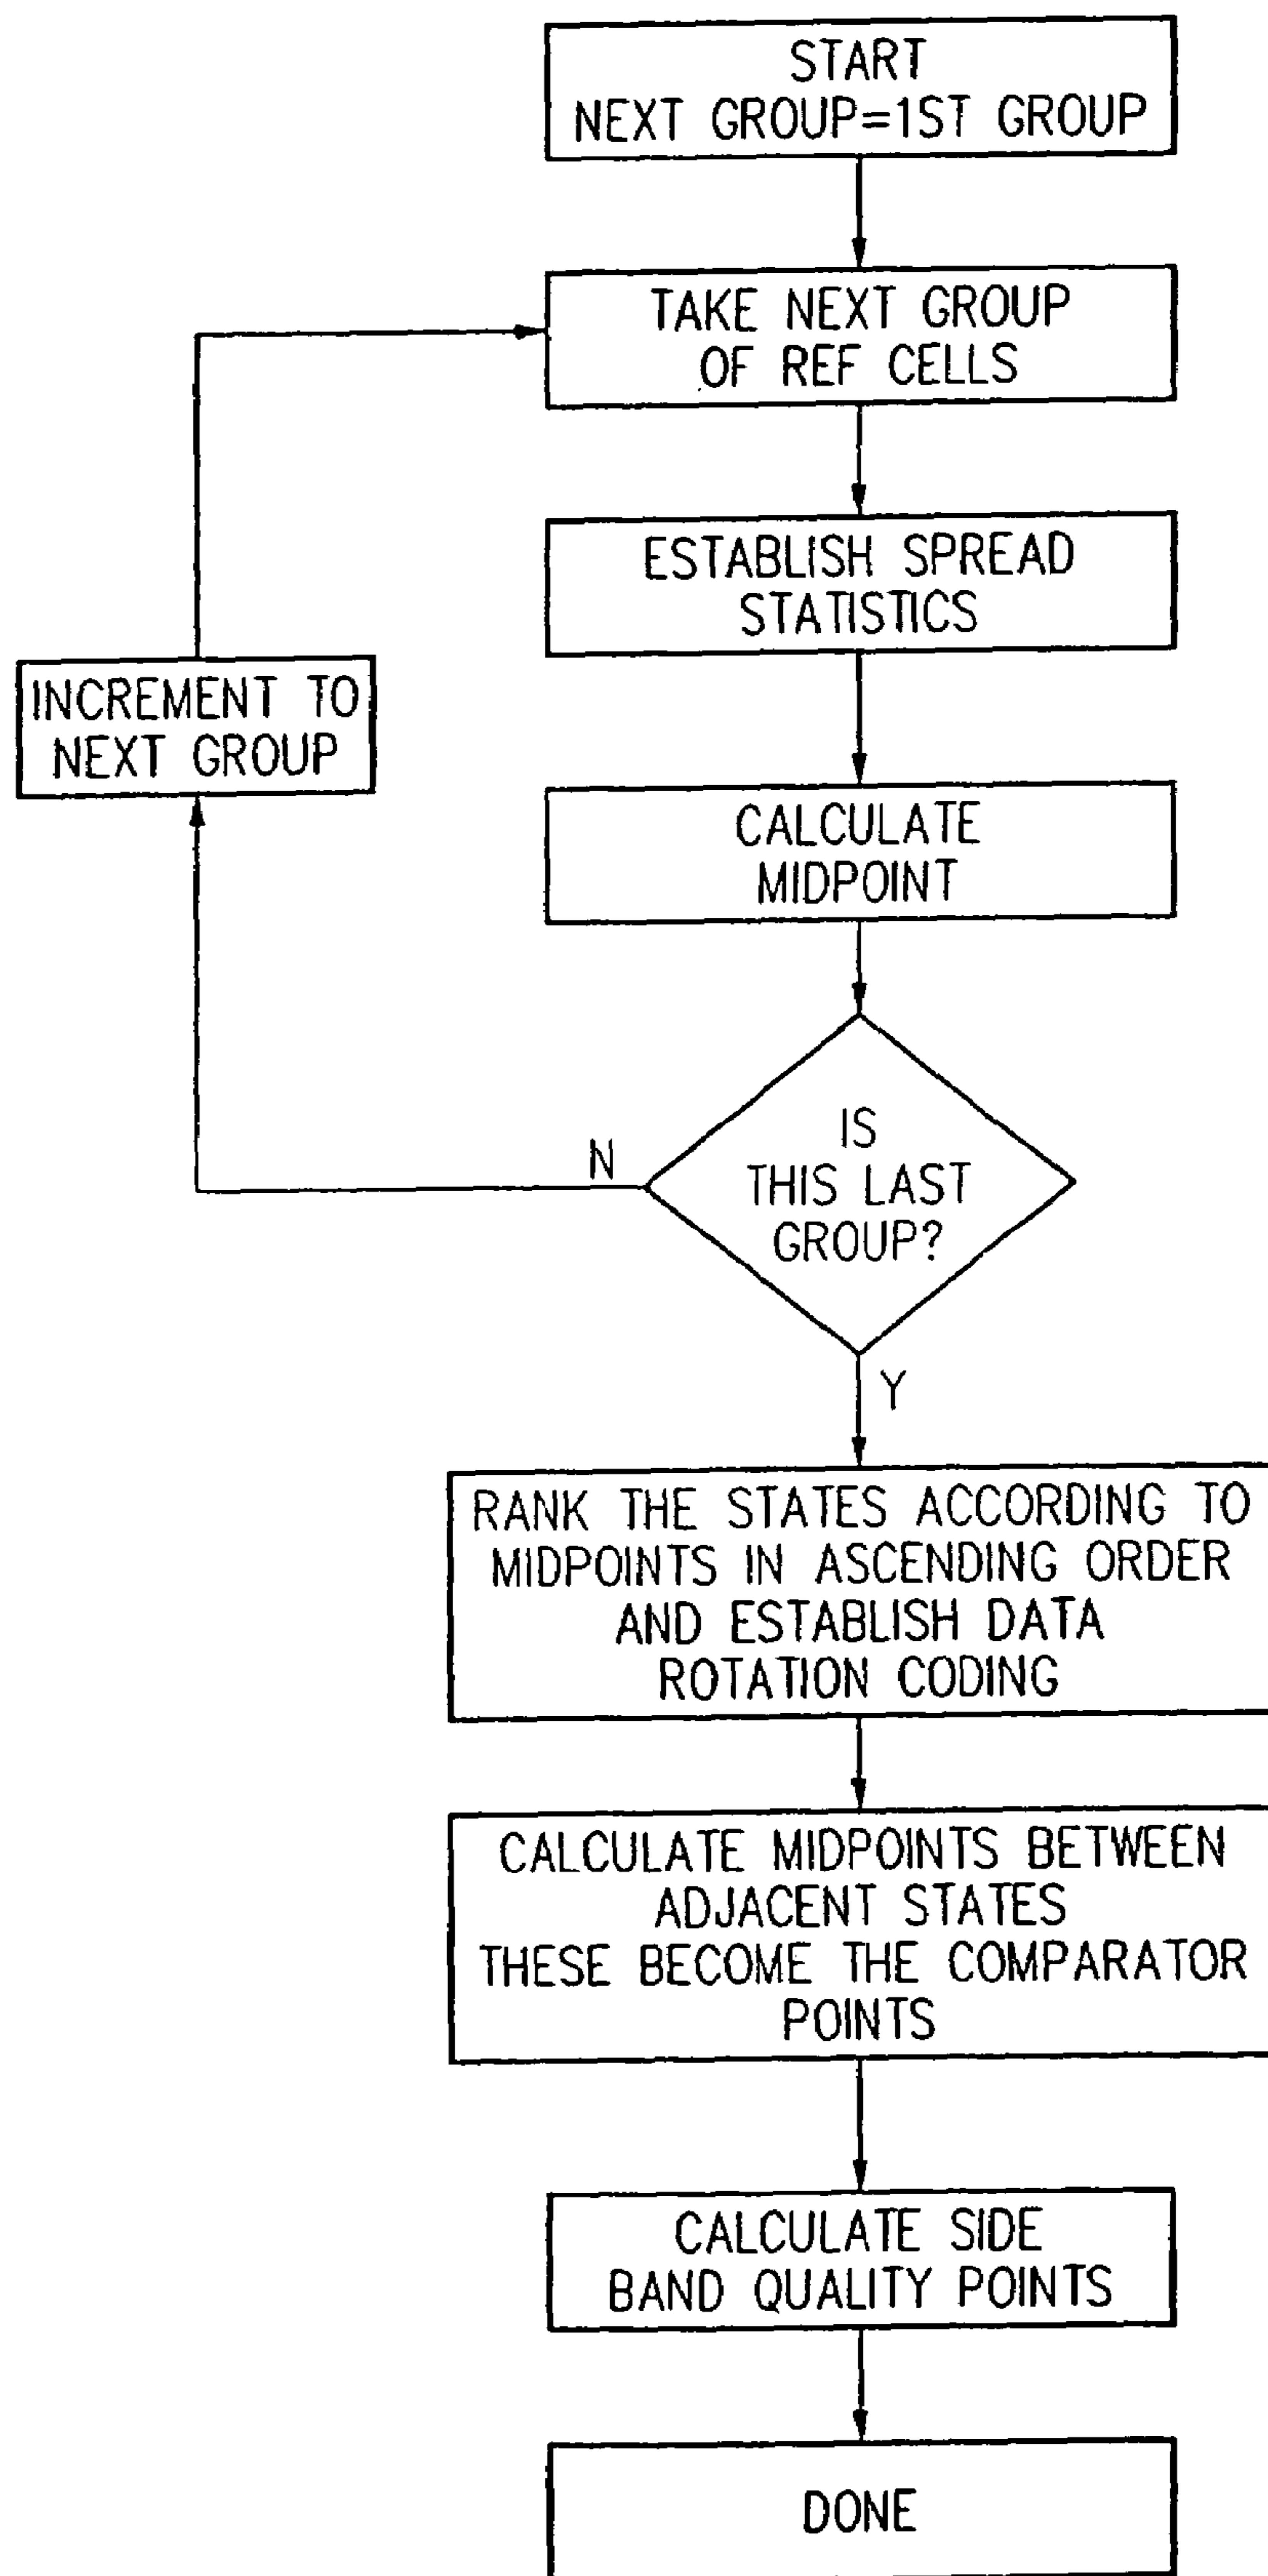 START
NEXT GROUP=1ST GROUP
TAKE NEXT GROUP
OF REF CELLS
ESTABLISH SPREAD
STATISTICS
INCREMENT TO
NEXT GROUP
CALCULATE
MIDPOINT
IS
THIS LAST
GROUP?
N
Y
RANK THE STATES ACCORDING TO
MIDPOINTS IN ASCENDING ORDER
AND ESTABLISH DATA
ROTATION CODING
CALCULATE MIDPOINTS BETWEEN
ADJACENT STATES
THESE BECOME THE COMPARATOR
POINTS
CALCULATE SIDE
BAND QUALITY POINTS
DONE